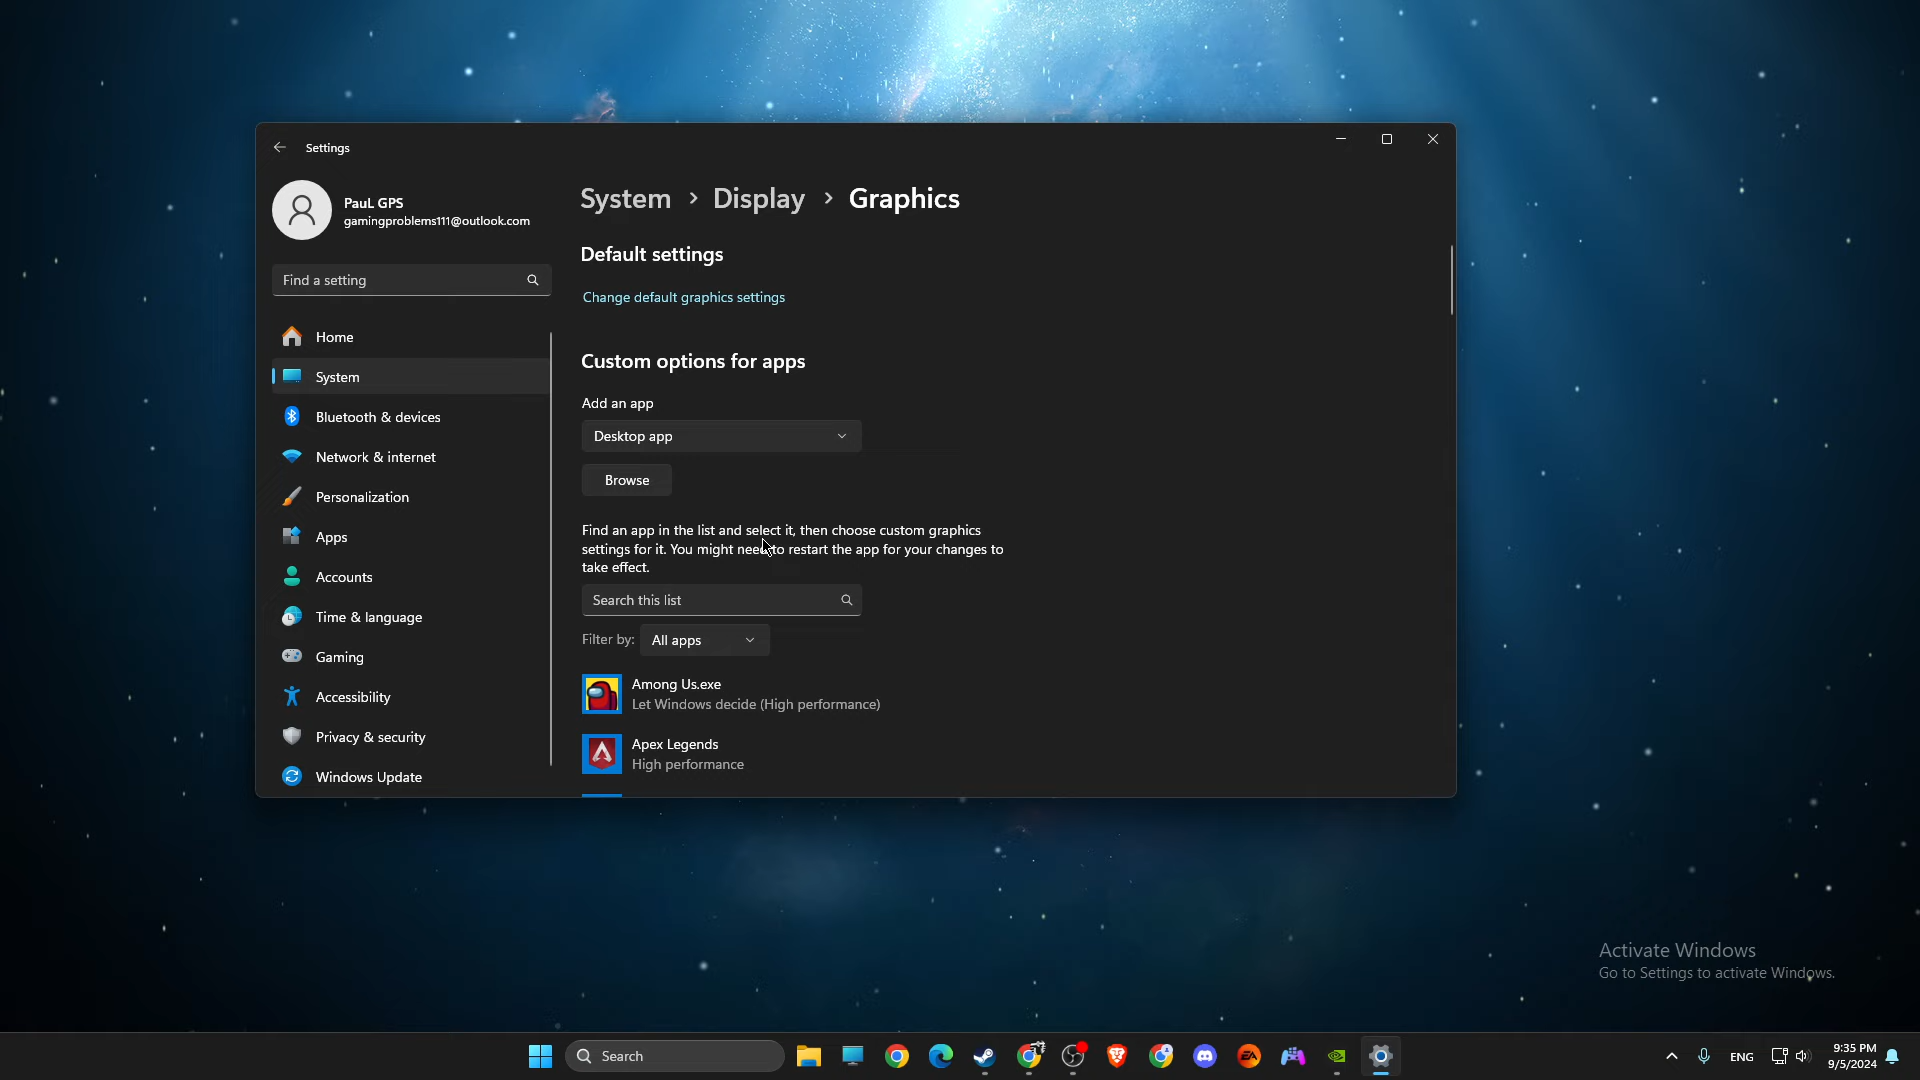 Settings
PauL GPS
gamingproblems111@outlook.com
Find a setting
Home
System
Bluetooth & devices
Network & internet
Personalization
Apps
Accounts
Time & language
Gaming
Accessibility
Privacy & security
Windows Update
System > Display > Graphics
Default settings
Change default graphics settings
Custom options for apps
Add an app
Desktop app
Browse
Find an app in the list and select it, then choose custom graphics
settings for it. You might need to restart the app for your changes to
take effect.
Search this list
Filter by: All apps
Among Us.exe
Let Windows decide (High performance)
Apex Legends
High performance
Activate Windows
Go to Settings to activate Windows.
Search
EA
ENG
9:35 PM
9/5/2024